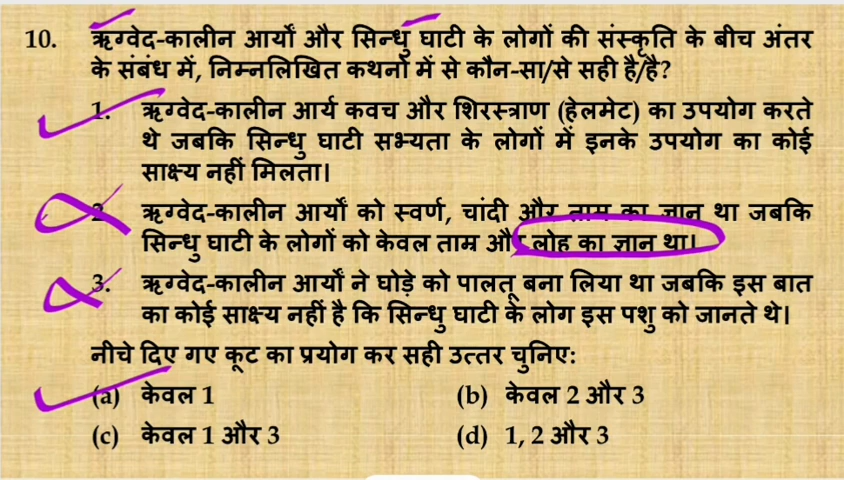 10. ऋग्वेद-कालीन आर्यों और सिन्धु घाटी के लोगों की संस्कृति के बीच अंतर
के संबंध में, निम्नलिखित कथनों में से कौन-सा/से सही है/है?
1. ऋग्वेद-कालीन आर्य कवच और शिरस्त्राण (हेलमेट) का उपयोग करते
थे जबकि सिन्धु घाटी सभ्यता के लोगों में इनके उपयोग का कोई
साक्ष्य नहीं मिलता।
2. ऋग्वेद-कालीन आर्यों को स्वर्ण, चांदी और ताम्र का ज्ञान था जबकि
सिन्धु घाटी के लोगों को केवल ताम्र और लोह का ज्ञान था।
3. ऋग्वेद-कालीन आर्यों ने घोड़े को पालतू बना लिया था जबकि इस बात
का कोई साक्ष्य नहीं है कि सिन्धु घाटी के लोग इस पशु को जानते थे।
नीचे दिए गए कूट का प्रयोग कर सही उत्तर चुनिए:
(a) केवल 1 (b) केवल 2 और 3
(c) केवल 1 और 3 (d) 1, 2 और 3